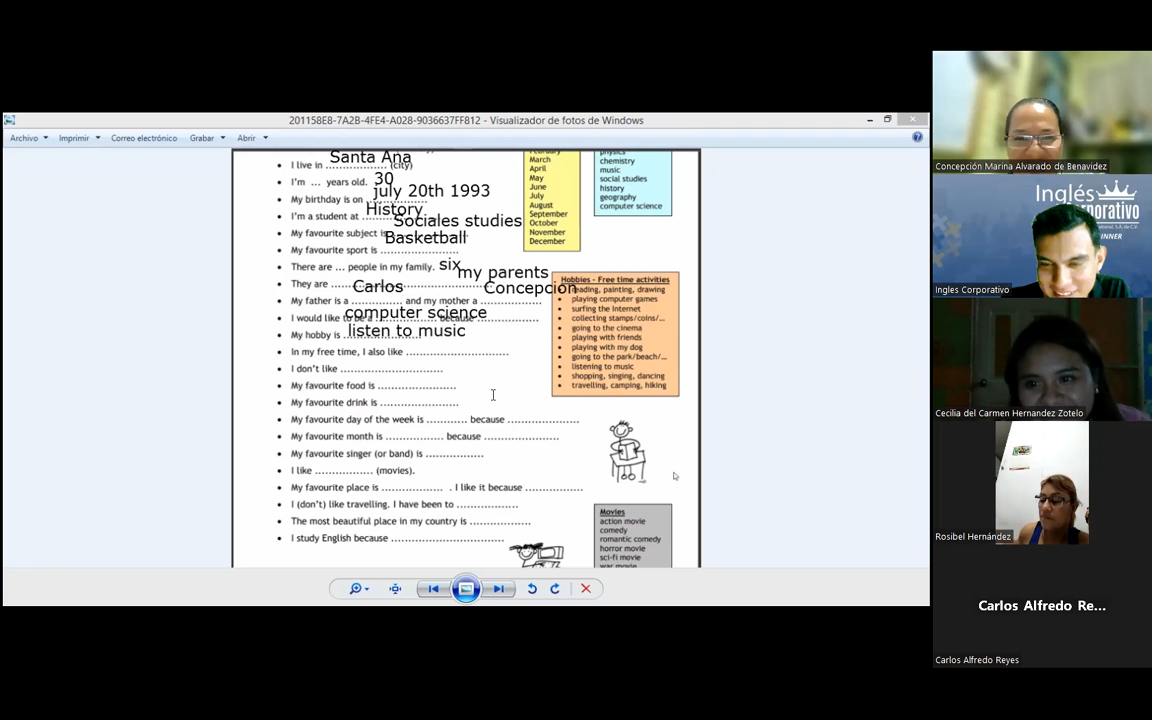 201158E8-7A2B-4FE4-A028-9036637FF812 - Visualizador de fotos de Windows
Archivo Imprimir Correo electrónico Grabar Abrir
Santa Ana
I live in ................ (city)
I'm ... years old. 30
july 20th 1993
My birthday is on
History
I'm a student at
Sociales studies
My favourite subject is
Basketball
My favourite sport is ........................
There are ... people in my family. six
my parents
They are
Carlos
Concepcion
My father is a ............... and my mother a ..................
I would like to be a ............... because ..................
computer science
My hobby is
listen to music
In my free time, I also like ...............................
I don't like ...............................
My favourite food is ........................
My favourite drink is ........................
My favourite day of the week is ............ because .....................
My favourite month is ................. because ......................
My favourite singer (or band) is .................
I like ................. (movies).
My favourite place is .................. . I like it because .................
I (don't) like travelling. I have been to ..................
The most beautiful place in my country is ..................
I study English because .................................
March
April
May
June
July
August
September
October
November
December
physics
chemistry
music
social studies
history
geography
computer science
Hobbies - Free time activities
reading, painting, drawing
playing computer games
surfing the Internet
collecting stamps/coins/...
going to the cinema
playing with friends
playing with my dog
going to the park/beach/...
listening to music
shopping, singing, dancing
travelling, camping, hiking
Movies
action movie
comedy
romantic comedy
horror movie
sci-fi movie
war movie
Concepción Marina Alvarado de Benavidez
Inglés
Ingles Corporativo
Cecilia del Carmen Hernandez Zotelo
Rosibel Hernández
Carlos Alfredo Re...
Carlos Alfredo Reyes